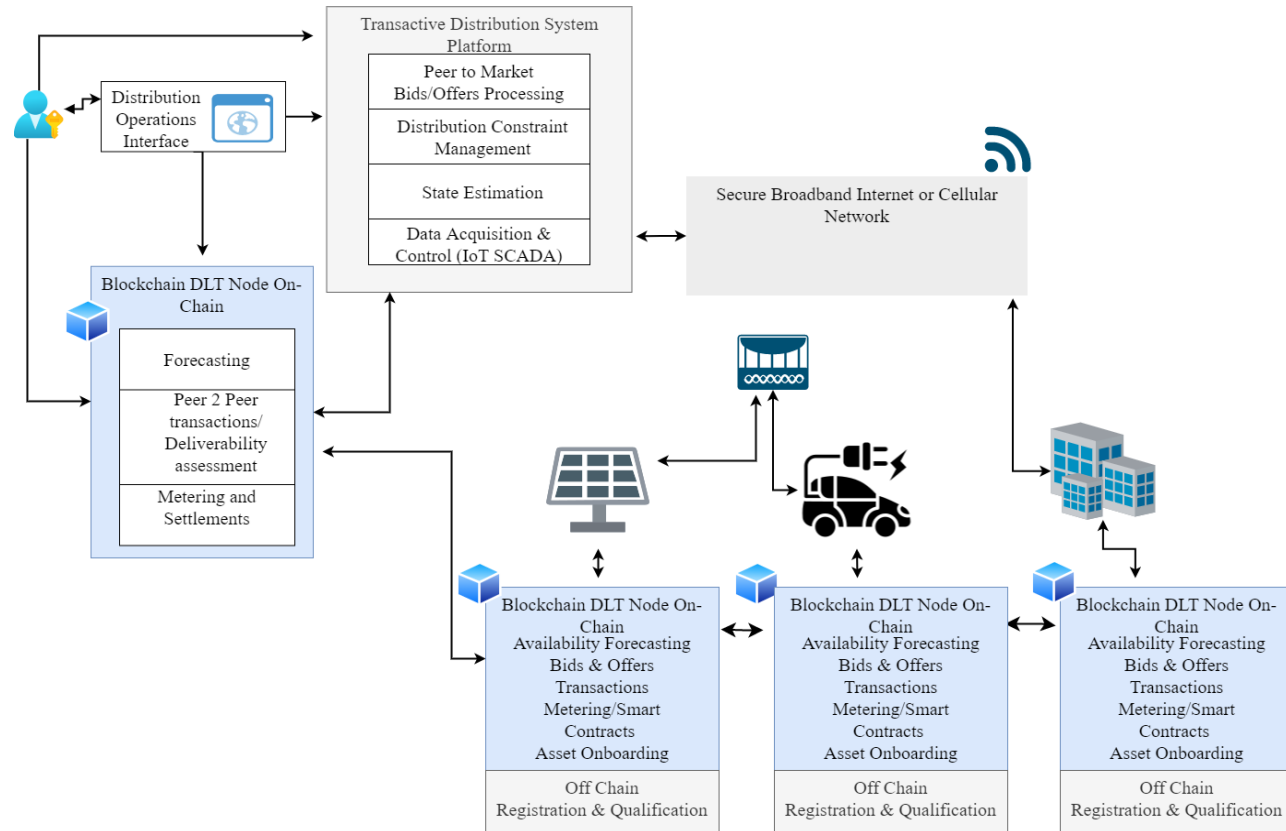 Transactive Distribution System
Platform
Peer to Market
Bids/Offers Processing
Distribution Constraint
Management
State Estimation
Data Acquisition &
Control (IoT SCADA)
Distribution
Operations
Interface
Secure Broadband Internet or Cellular
Network
Blockchain DLT Node On-
Chain
Forecasting
Peer 2 Peer
transactions/
Deliverability
assessment
Metering and
Settlements
Blockchain DLT Node On-
Chain
Availability Forecasting
Bids & Offers
Transactions
Metering/Smart
Contracts
Asset Onboarding
Off Chain
Registration & Qualification
Blockchain DLT Node On-
Chain
Availability Forecasting
Bids & Offers
Transactions
Metering/Smart
Contracts
Asset Onboarding
Off Chain
Registration & Qualification
Blockchain DLT Node On-
Chain
Availability Forecasting
Bids & Offers
Transactions
Metering/Smart
Contracts
Asset Onboarding
Off Chain
Registration & Qualification